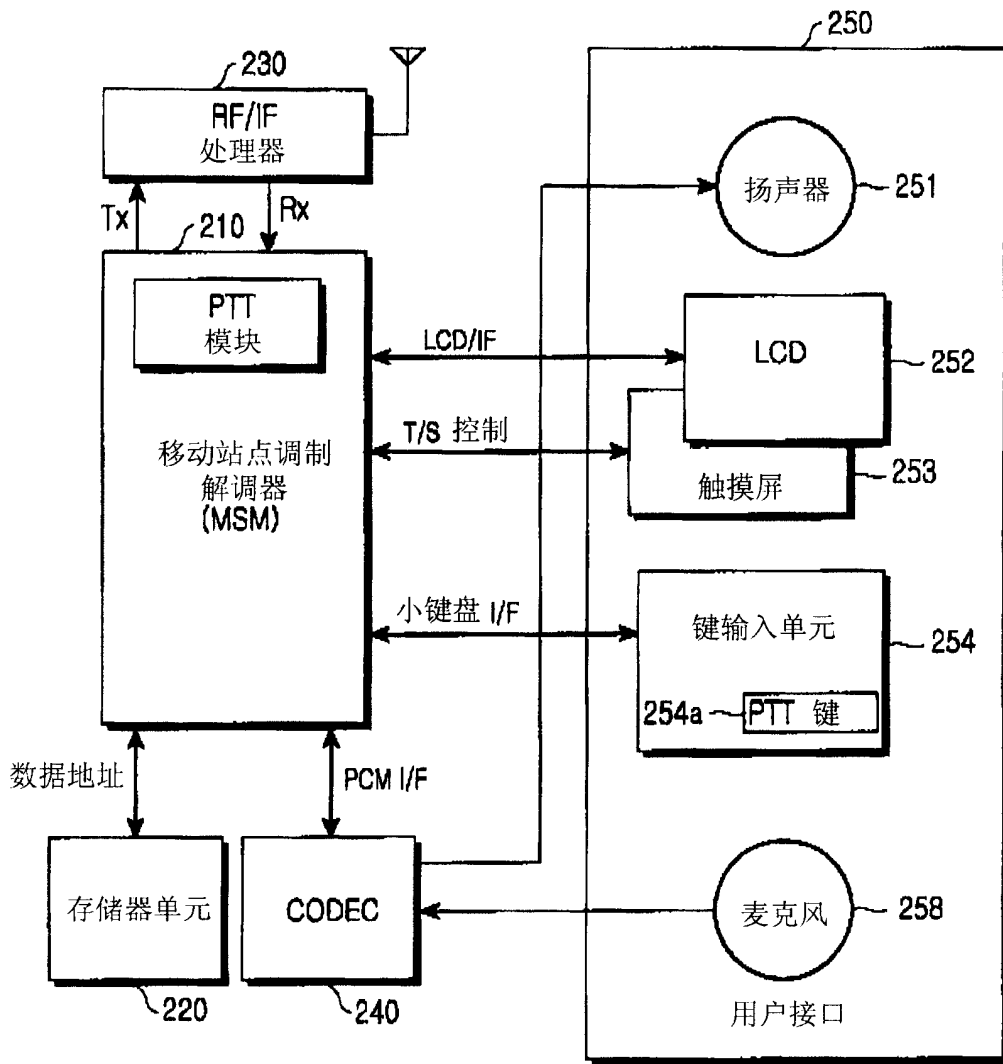 250
230
RF/IF
处理器
扬声器
251
Tx
Rx
210
PTT
模块
LCD/IF
LCD
252
T/S 控制
移动站点调制
解调器
(MSM)
触摸屏
253
小键盘 I/F
键输入单元
254
254a
PTT 键
数据地址
PCM I/F
存储器单元
CODEC
麦克风
258
220
240
用户接口